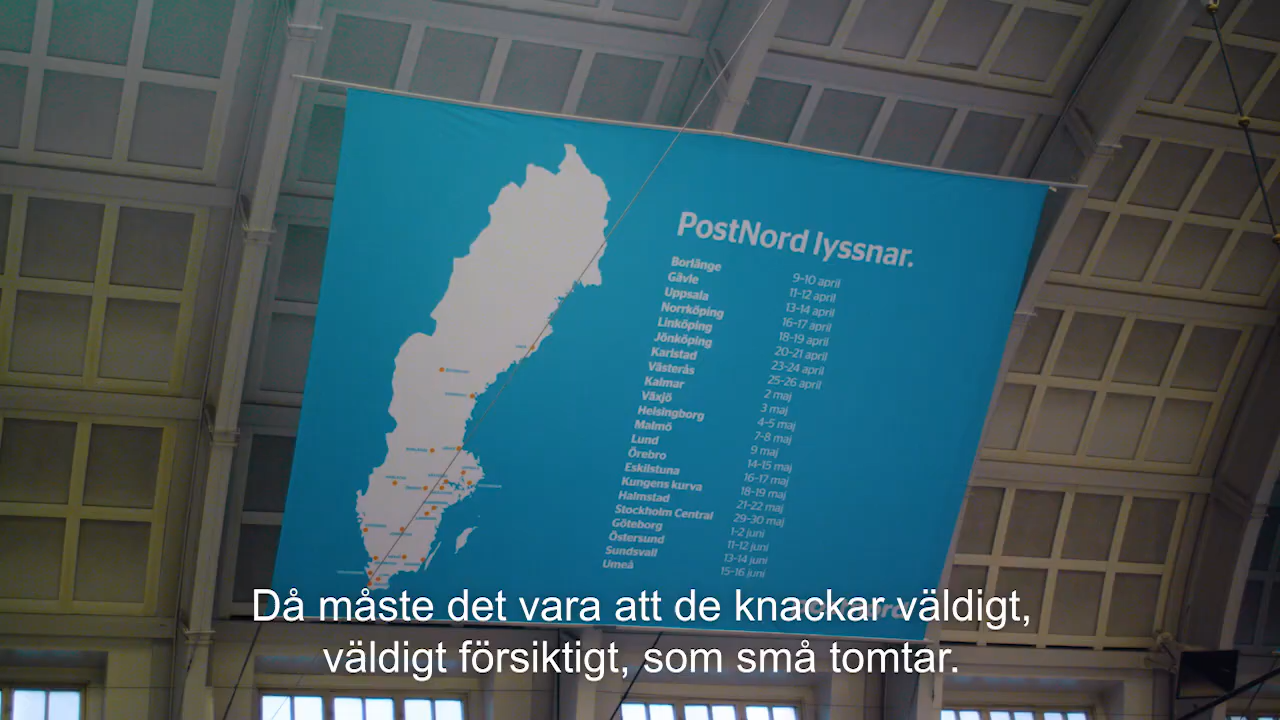 PostNord lyssnar.
Borlänge 9-10 april
Gävle 11-12 april
Uppsala 13-14 april
Norrköping 16-17 april
Linköping 18-19 april
Jönköping 20-21 april
Karlstad 23-24 april
Västerås 25-26 april
Kalmar 2 maj
Växjö 3 maj
Helsingborg 4-5 maj
Malmö 7-8 maj
Lund 9 maj
Örebro 14-15 maj
Eskilstuna 16-17 maj
Kungens kurva 18-19 maj
Halmstad 21-22 maj
Stockholm Central 29-30 maj
Göteborg 1-2 juni
Östersund 11-12 juni
Sundsvall 13-14 juni
Umeå 15-16 juni
Då måste det vara att de knackar väldigt,
väldigt försiktigt, som små tomtar.